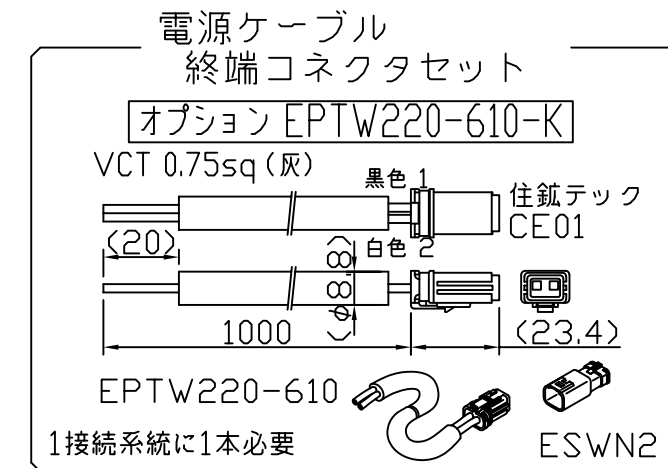 電源ケーブル
終端コネクタセット
オプション EPTW220-610-K
VCT 0.75sq (灰)
黒色 1
住鉱テック
CE01
(20)
白色 2
(φ8.8)
1000
(23.4)
EPTW220-610
1接続系統に1本必要
ESWN2